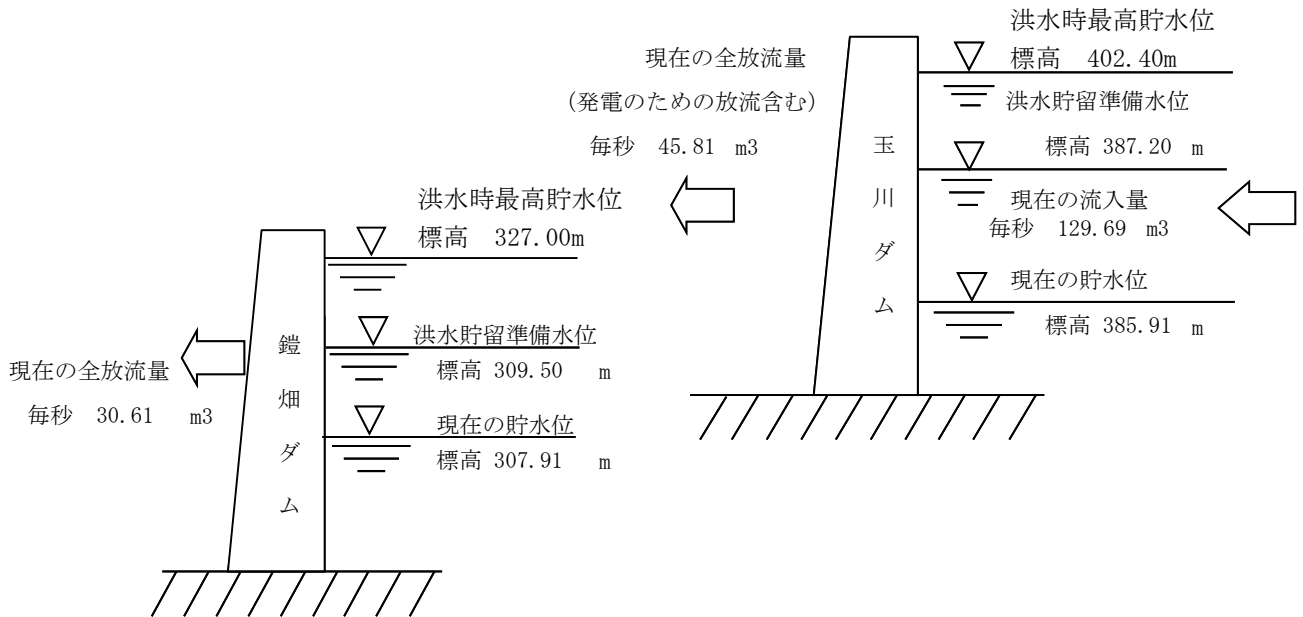 洪水時最高貯水位
標高 402.40m
現在の全放流量
(発電のための放流含む)
毎秒 45.81 m3
洪水貯留準備水位
標高 387.20 m
現在の流入量
毎秒 129.69 m3
現在の貯水位
標高 385.91 m
玉川ダム
洪水時最高貯水位
標高 327.00m
洪水貯留準備水位
標高 309.50 m
現在の貯水位
標高 307.91 m
鎧畑ダム
現在の全放流量
毎秒 30.61 m3